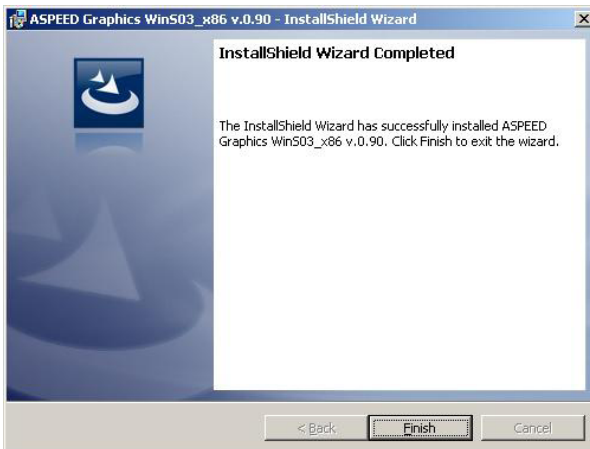 ASPEED Graphics WinS03_x86 v.0.90 - InstallShield Wizard
InstallShield Wizard Completed
The InstallShield Wizard has successfully installed ASPEED
Graphics WinS03_x86 v.0.90. Click Finish to exit the wizard.
< Back
Finish
Cancel